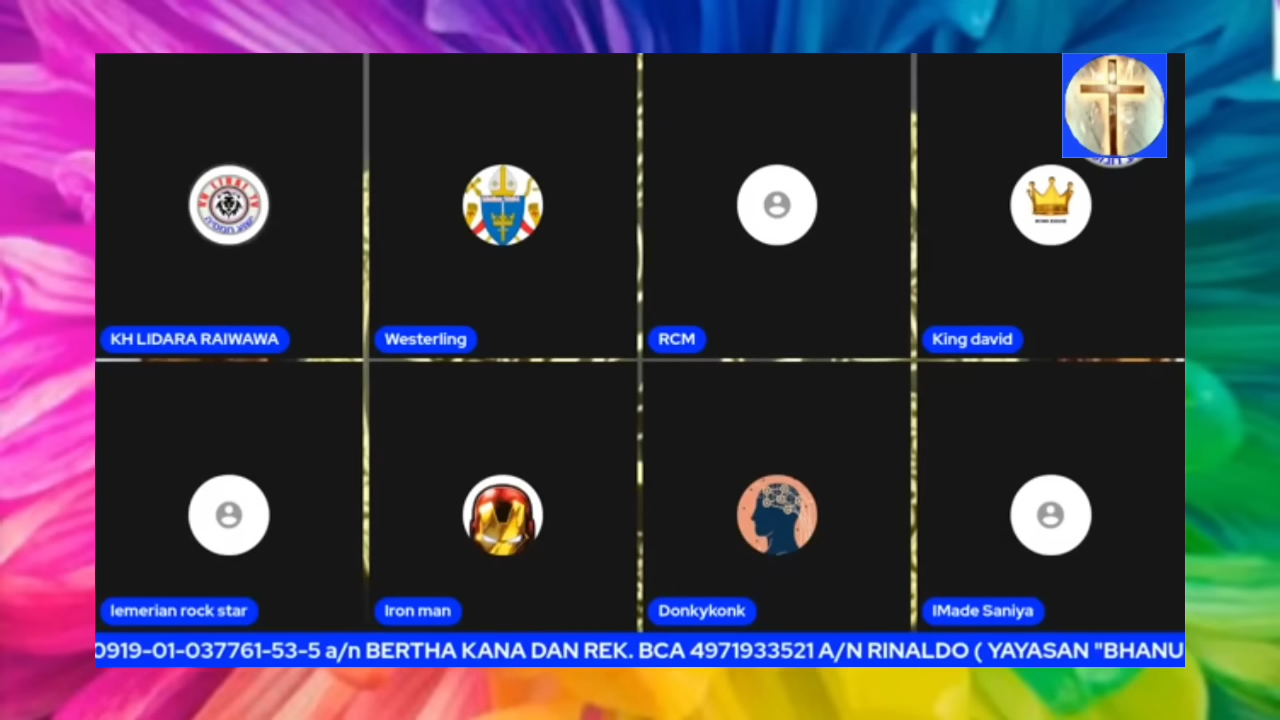 KH LIDARA RAIWAWA
Westerling
RCM
King david
lemerian rock star
Iron man
Donkykonk
IMade Saniya
0919-01-037761-53-5 a/n BERTHA KANA DAN REK. BCA 4971933521 A/N RINALDO ( YAYASAN "BHANU